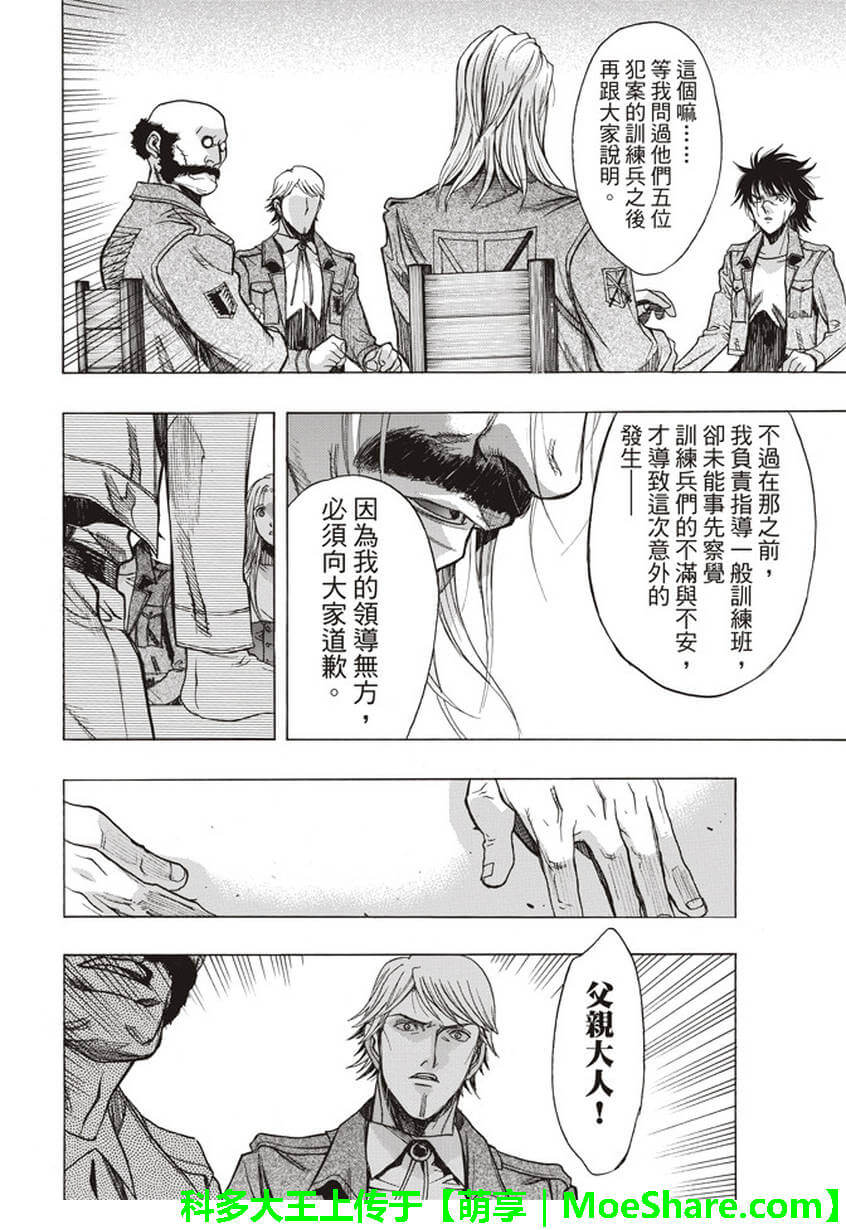 這個嘛……
等我問過他們五位
犯案的訓練兵之後
再跟大家說明。
不過在那之前，
我負責指導一般訓練班，
卻未能事先察覺
訓練兵們的不滿與不安，
才導致這次意外的
發生——
因為我的領導無方，
必須向大家道歉。
父親大人！
科多大王上传于【萌享｜MoeShare.com】